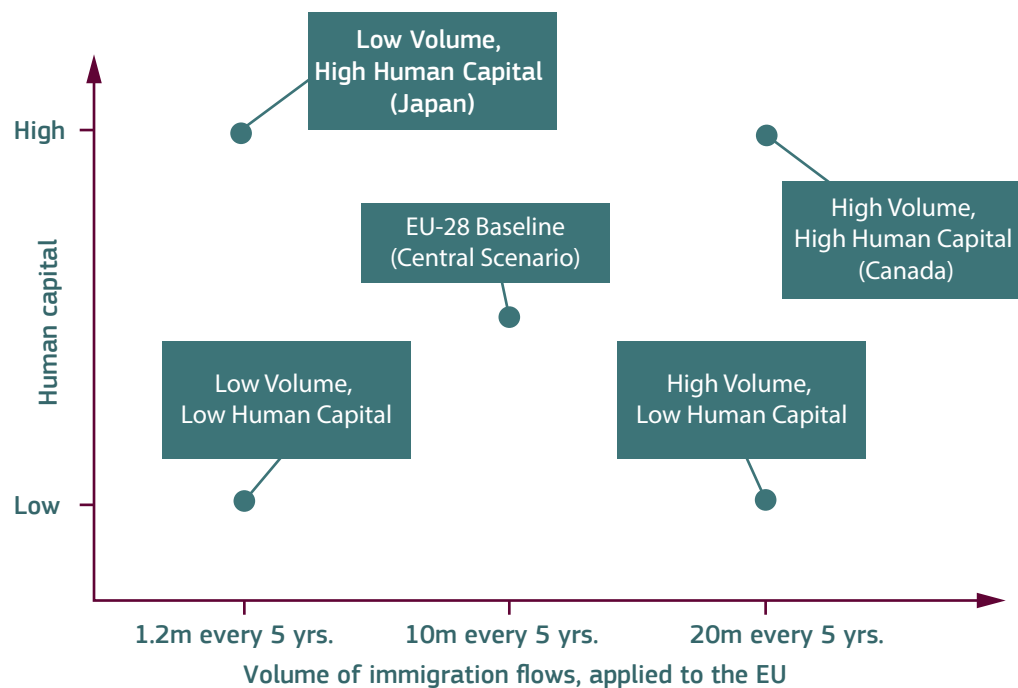 Low Volume,
High Human Capital
(Japan)
High
High Volume,
High Human Capital
(Canada)
EU-28 Baseline
(Central Scenario)
Human capital
Low Volume,
Low Human Capital
High Volume,
Low Human Capital
Low
1.2m every 5 yrs.
10m every 5 yrs.
20m every 5 yrs.
Volume of immigration flows, applied to the EU